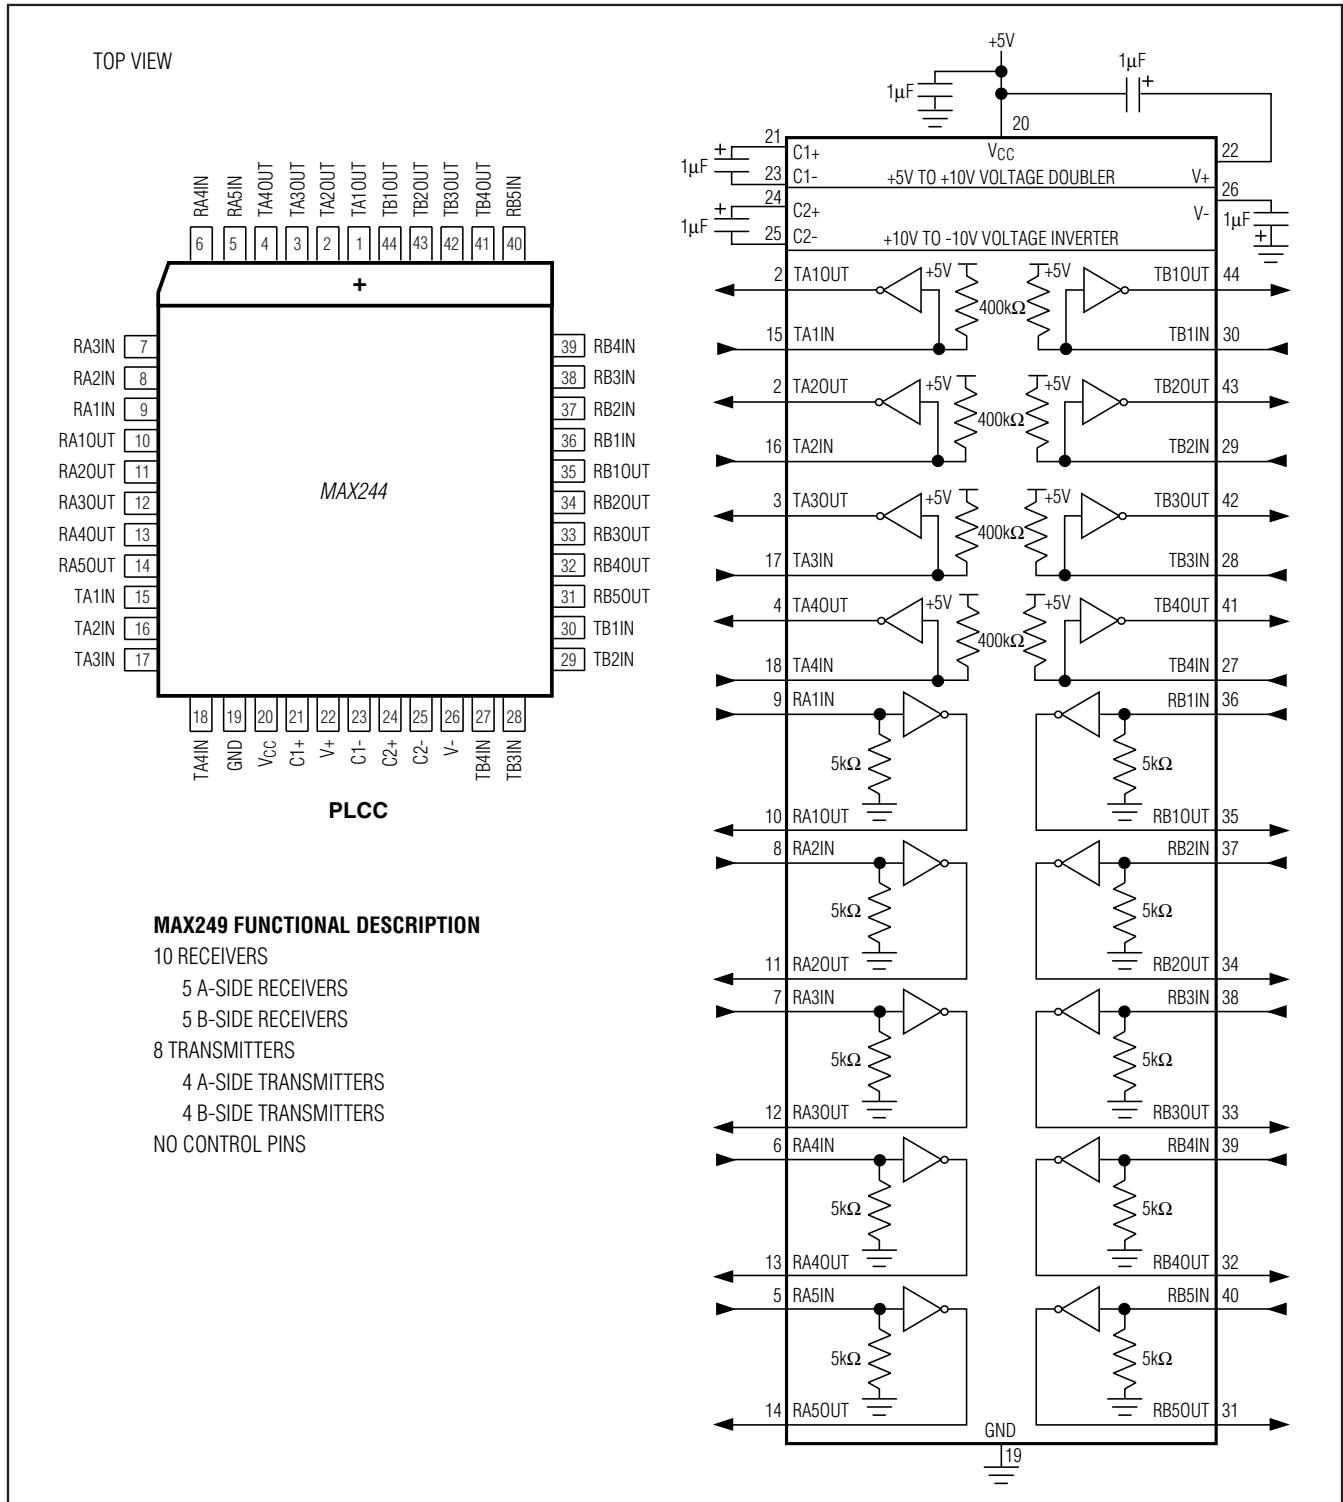 TOP VIEW
RA4IN
RA5IN
TA4OUT
TA3OUT
TA2OUT
TA1OUT
TB1OUT
TB2OUT
TB3OUT
TB4OUT
RB5IN
6 5 4 3 2 1 44 43 42 41 40
+
RA3IN 7
RA2IN 8
RA1IN 9
RA1OUT 10
RA2OUT 11
RA3OUT 12
RA4OUT 13
RA5OUT 14
TA1IN 15
TA2IN 16
TA3IN 17
MAX244
39 RB4IN
38 RB3IN
37 RB2IN
36 RB1IN
35 RB1OUT
34 RB2OUT
33 RB3OUT
32 RB4OUT
31 RB5OUT
30 TB1IN
29 TB2IN
18 19 20 21 22 23 24 25 26 27 28
TA4IN
GND
VCC
C1+
V+
C1-
C2+
C2-
V-
TB4IN
TB3IN
PLCC
MAX249 FUNCTIONAL DESCRIPTION
10 RECEIVERS
5 A-SIDE RECEIVERS
5 B-SIDE RECEIVERS
8 TRANSMITTERS
4 A-SIDE TRANSMITTERS
4 B-SIDE TRANSMITTERS
NO CONTROL PINS
+5V
1µF
1µF +
20
21 C1+ VCC 22
+ 1µF
23 C1- +5V TO +10V VOLTAGE DOUBLER V+
26
24 C2+ V-
+ 1µF
1µF +
25 C2- +10V TO -10V VOLTAGE INVERTER
2 TA1OUT +5V +5V TB1OUT 44
400kΩ
15 TA1IN TB1IN 30
2 TA2OUT +5V +5V TB2OUT 43
400kΩ
16 TA2IN TB2IN 29
3 TA3OUT +5V +5V TB3OUT 42
400kΩ
17 TA3IN TB3IN 28
4 TA4OUT +5V +5V TB4OUT 41
400kΩ
18 TA4IN TB4IN 27
9 RA1IN RB1IN 36
5kΩ 5kΩ
10 RA1OUT RB1OUT 35
8 RA2IN RB2IN 37
5kΩ 5kΩ
11 RA2OUT RB2OUT 34
7 RA3IN RB3IN 38
5kΩ 5kΩ
12 RA3OUT RB3OUT 33
6 RA4IN RB4IN 39
5kΩ 5kΩ
13 RA4OUT RB4OUT 32
5 RA5IN RB5IN 40
5kΩ 5kΩ
14 RA5OUT RB5OUT 31
GND
19